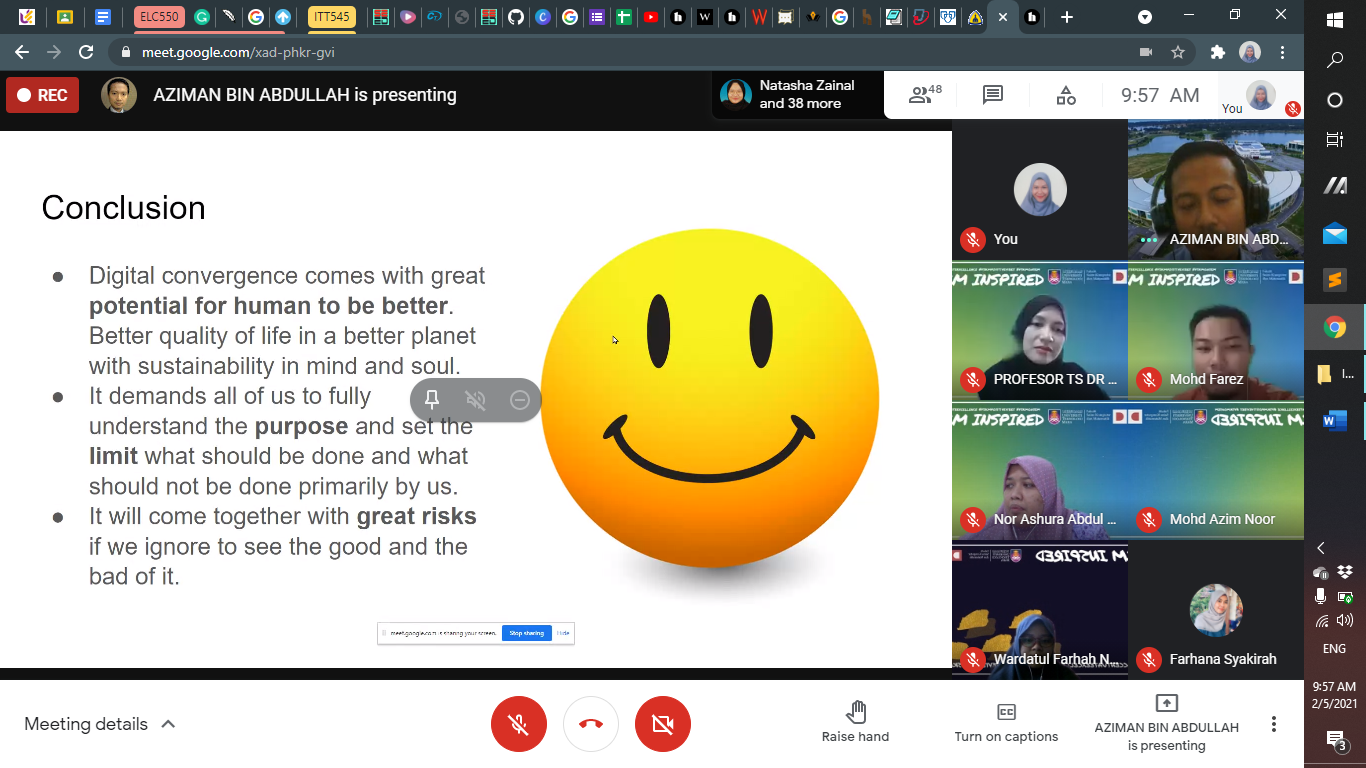 ELC550
ITT545
meet.google.com/xad-phkr-gvi
REC
AZIMAN BIN ABDULLAH is presenting
Natasha Zainal
and 38 more
48
9:57 AM
You
Conclusion
● Digital convergence comes with great
potential for human to be better.
Better quality of life in a better planet
with sustainability in mind and soul.
● It demands all of us to fully
understand the purpose and set the
limit what should be done and what
should not be done primarily by us.
● It will come together with great risks
if we ignore to see the good and the
bad of it.
meet.google.com is sharing your screen.
Stop sharing
Hide
You
AZIMAN BIN ABD...
M INSPIRED
M INSPIRED
PROFESOR TS DR ...
Mohd Farez
M INSPIRED
Nor Ashura Abdul ...
Mohd Azim Noor
M INSPIRED
Wardatul Farhah N...
Farhana Syakirah
I...
ENG
9:57 AM
2/5/2021
3
Meeting details
Raise hand
CC
Turn on captions
AZIMAN BIN ABDULLAH
is presenting